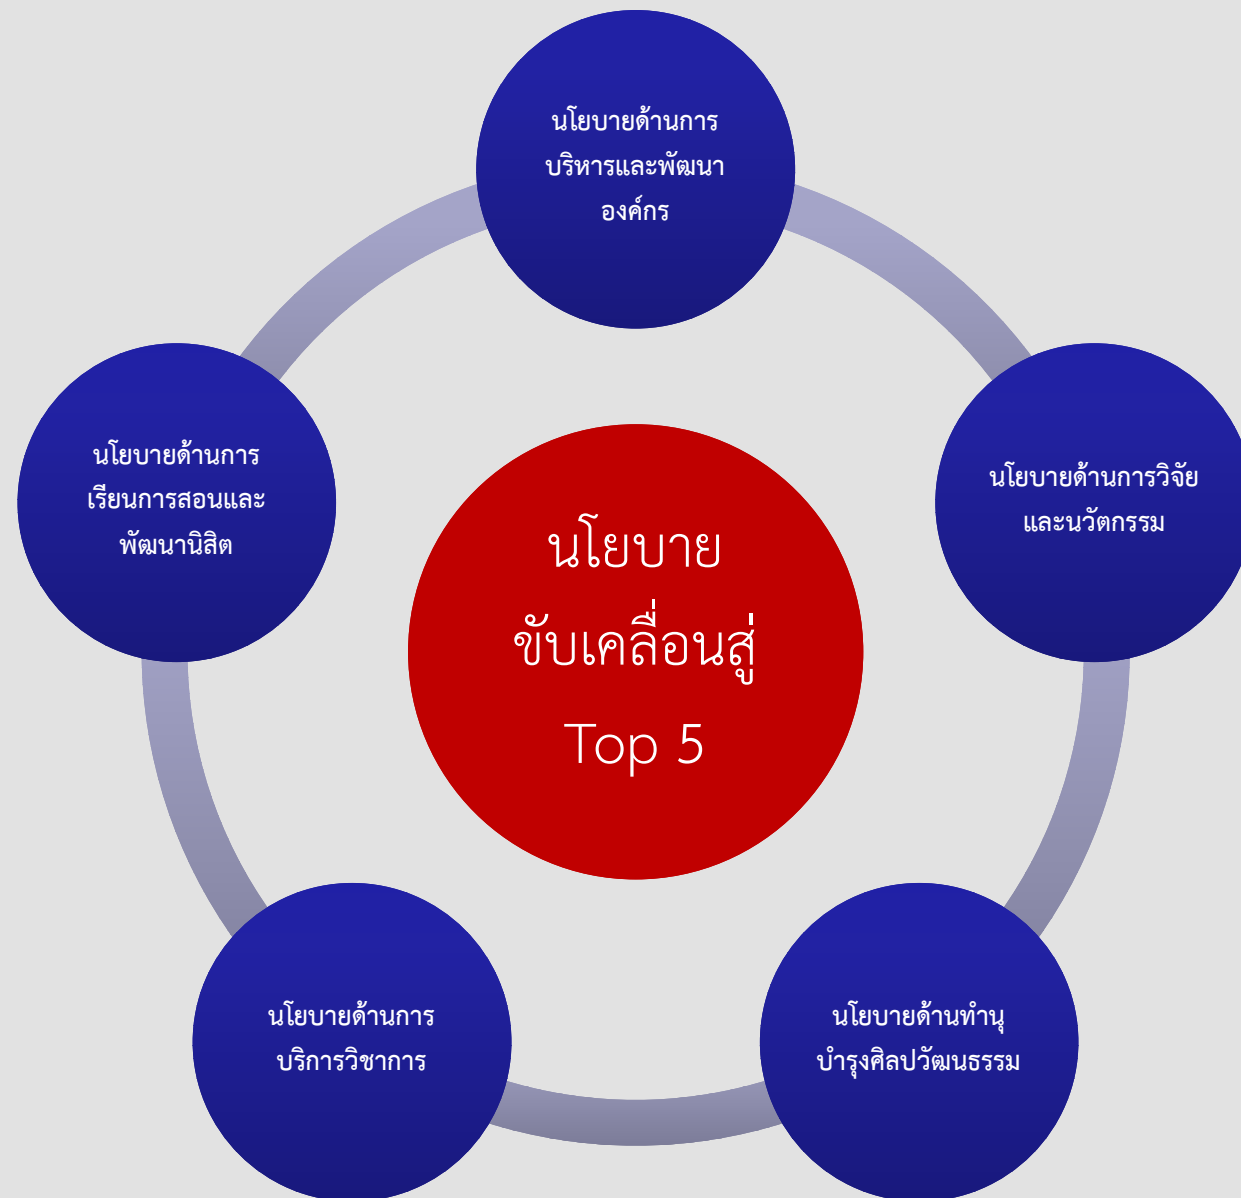 นโยบายด้านการ
บริหารและพัฒนา
องค์กร
นโยบายด้านการวิจัย
และนวัตกรรม
นโยบายด้านทำนุ
บำรุงศิลปวัฒนธรรม
นโยบายด้านการ
บริการวิชาการ
นโยบายด้านการ
เรียนการสอนและ
พัฒนานิสิต
นโยบาย
ขับเคลื่อนสู่
Top 5